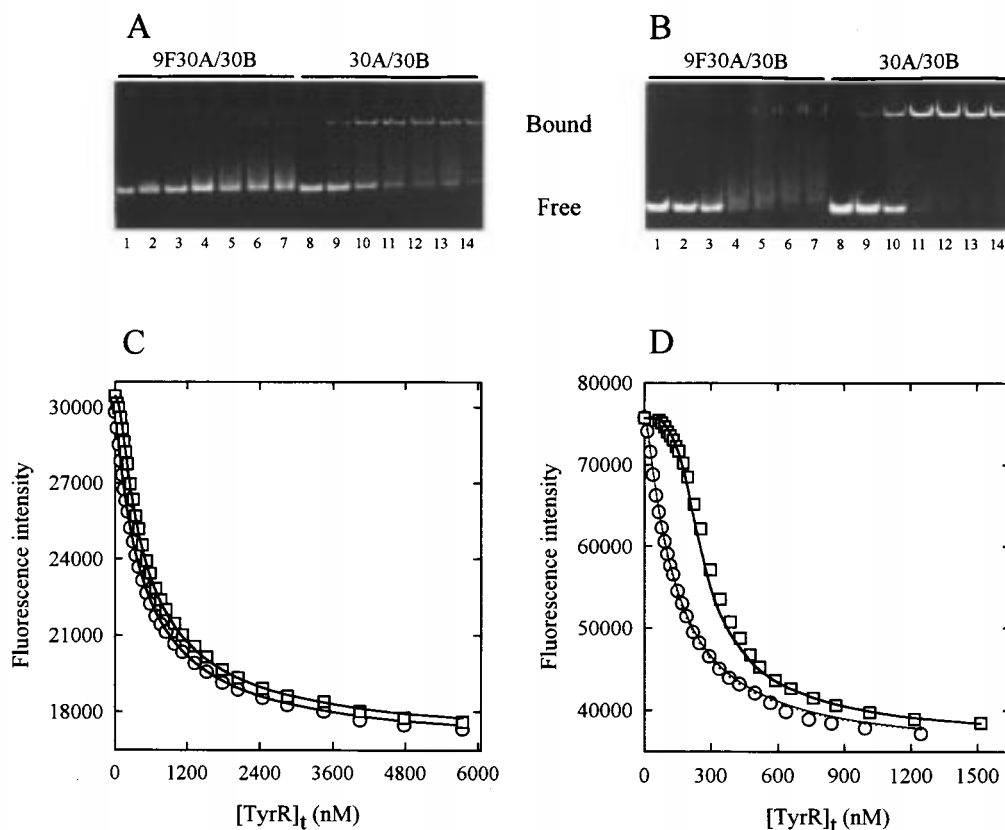 A
9F30A/30B 30A/30B
1 2 3 4 5 6 7 8 9 10 11 12 13 14
Bound
Free
B
9F30A/30B 30A/30B
1 2 3 4 5 6 7 8 9 10 11 12 13 14
C
Fluorescence intensity
30000
27000
24000
21000
18000
0 1200 2400 3600 4800 6000
[TyrR]t (nM)
D
Fluorescence intensity
80000
70000
60000
50000
40000
0 300 600 900 1200 1500
[TyrR]t (nM)